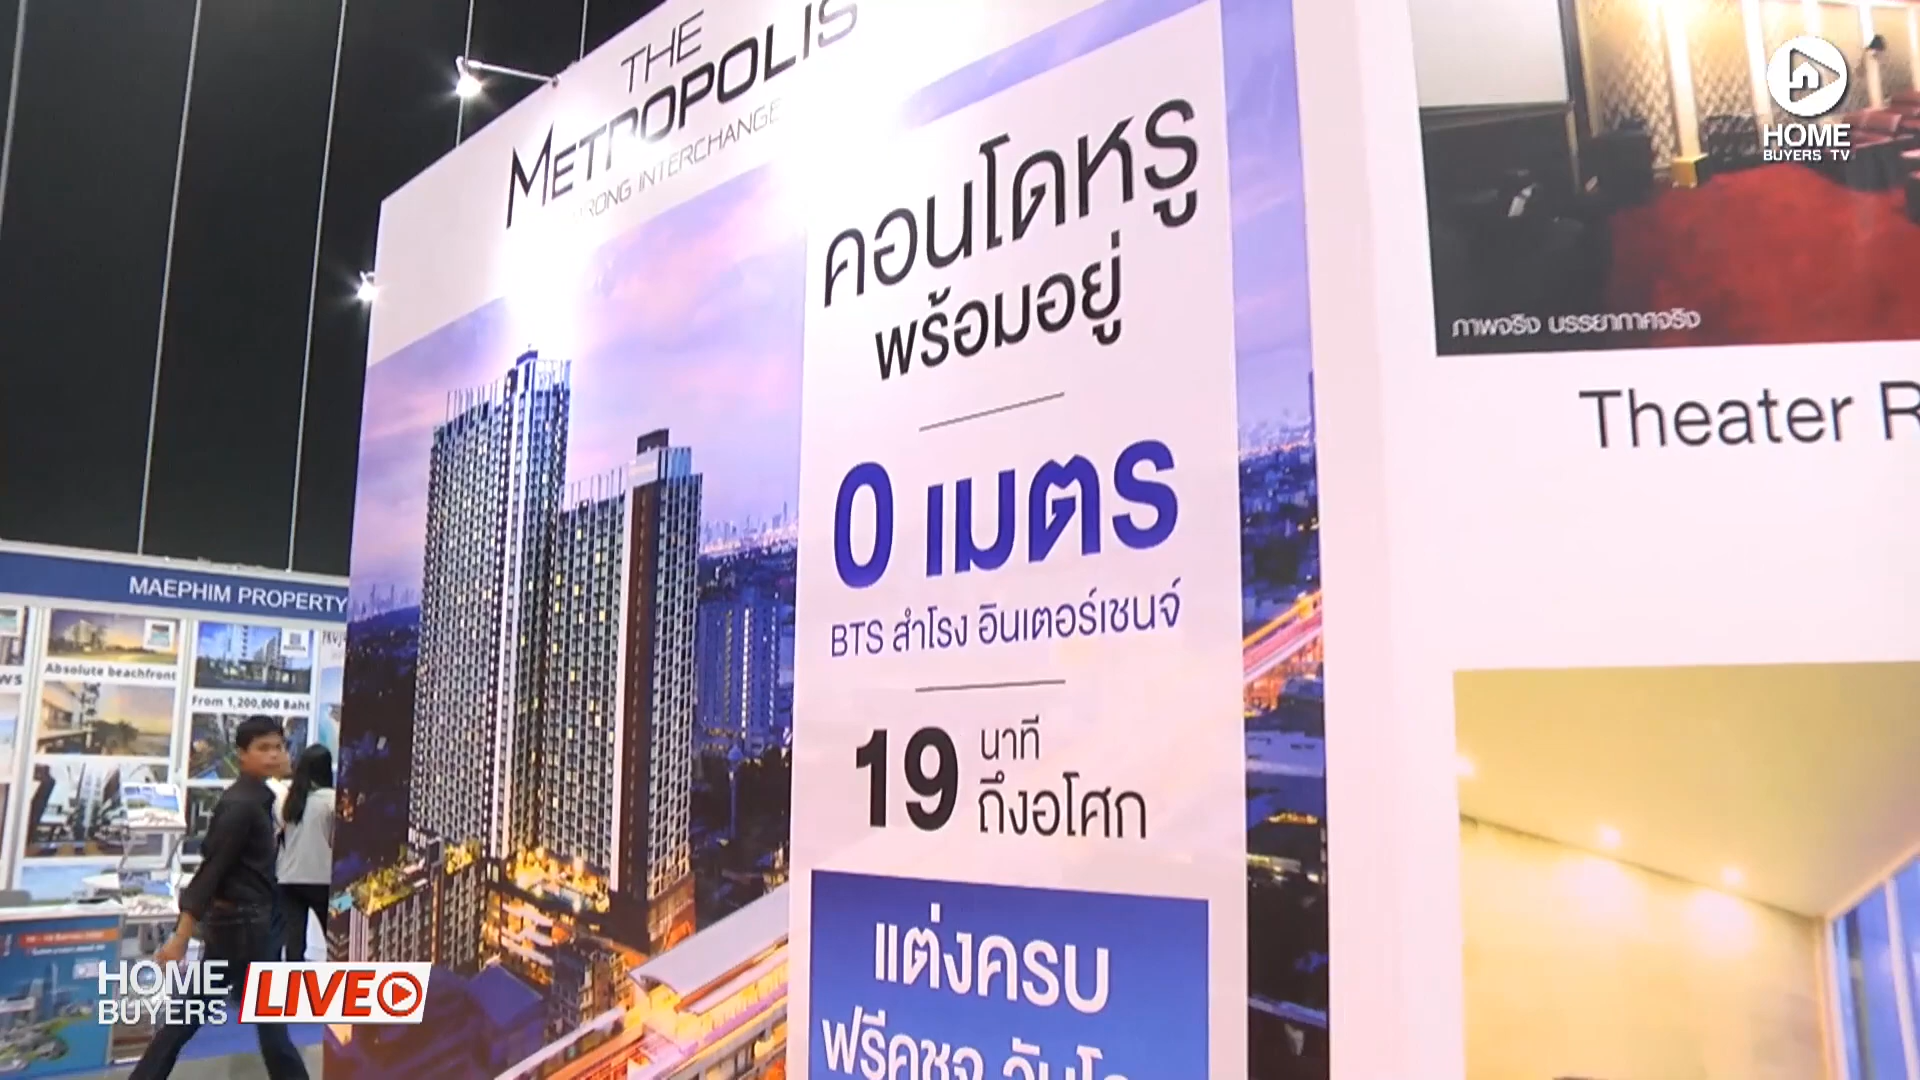 THE
METROPOLIS
INTERCHANGE
คอนโดหรู
พร้อมอยู่
0 เมตร
BTS สำโรง อินเตอร์เชนจ์
19 นาที
ถึงอโศก
แต่งครบ
ฟรี
HOME
BUYERS TV
ภาพจริง บรรยากาศจริง
Theater
MAEPHIM PROPERTY
Absolute beachfront
From 1,200,000 Baht
HOME
BUYERS
LIVE